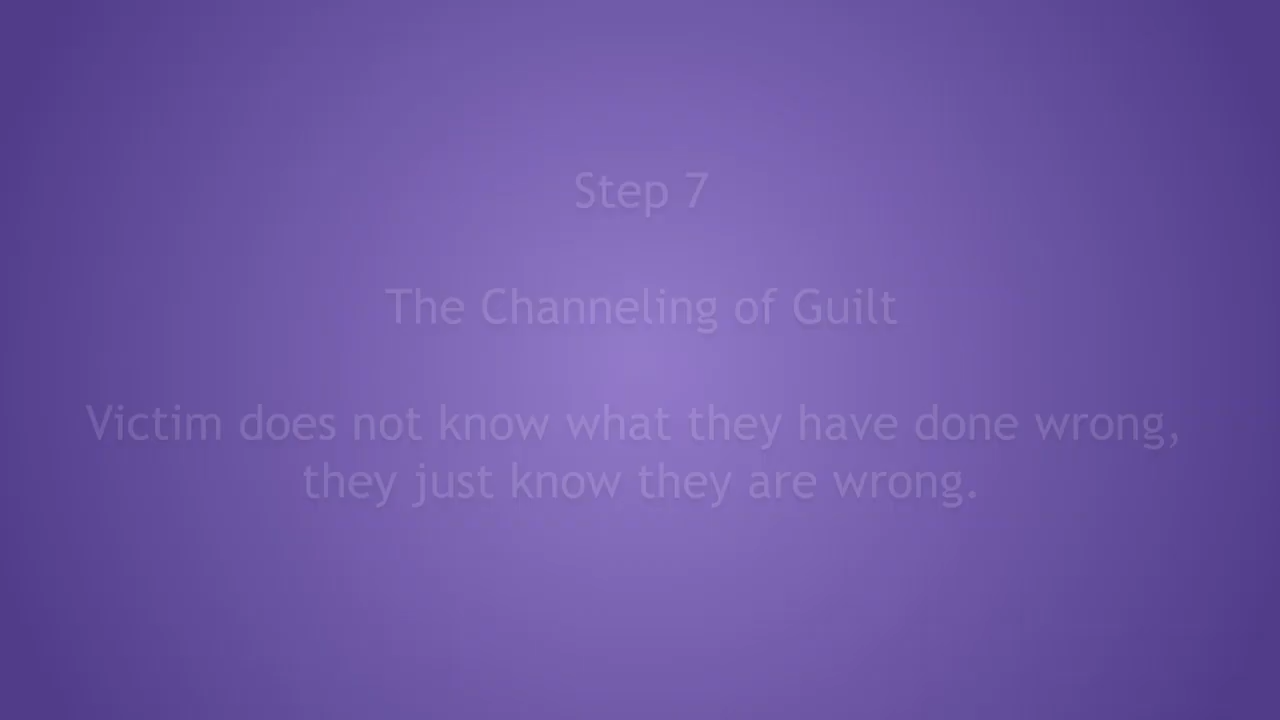 Step 7
The Channeling of Guilt
Victim does not know what they have done wrong,
they just know they are wrong.